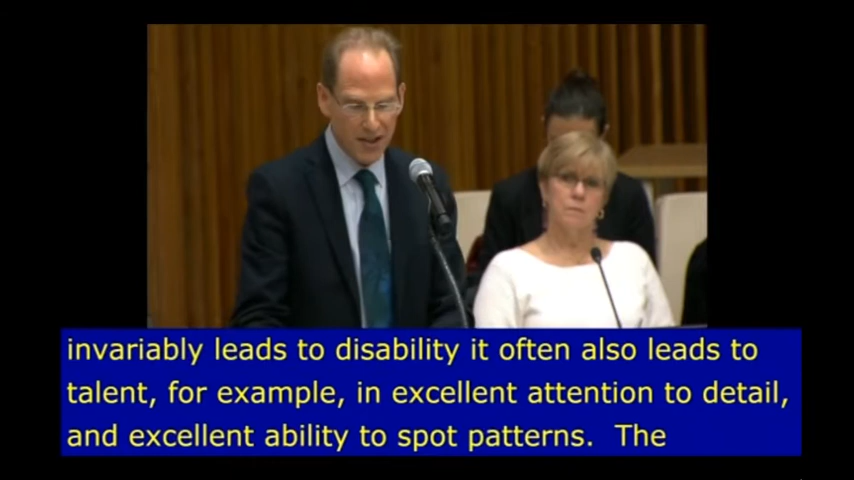 invariably leads to disability it often also leads to
talent, for example, in excellent attention to detail,
and excellent ability to spot patterns.  The